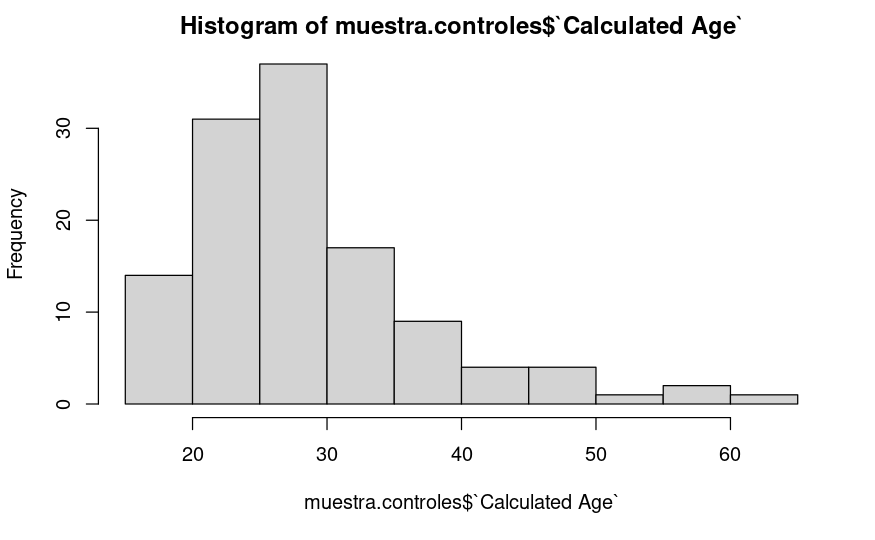 Histogram of muestra.controles$`Calculated Age`
Frequency
30
20
10
0
20 30 40 50 60
muestra.controles$`Calculated Age`